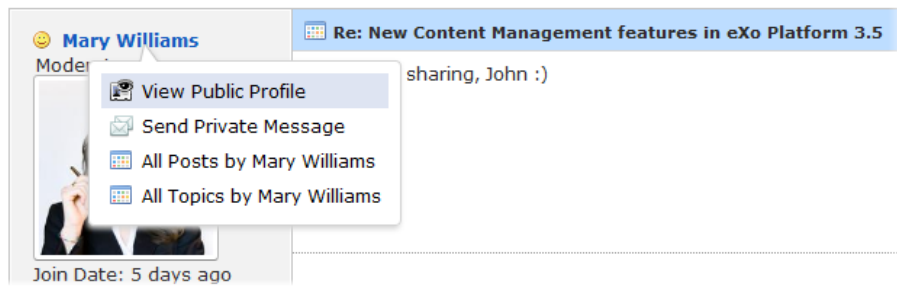 Mary Williams
Re: New Content Management features in eXo Platform 3.5
sharing, John :)
View Public Profile
Send Private Message
All Posts by Mary Williams
All Topics by Mary Williams
Join Date: 5 days ago